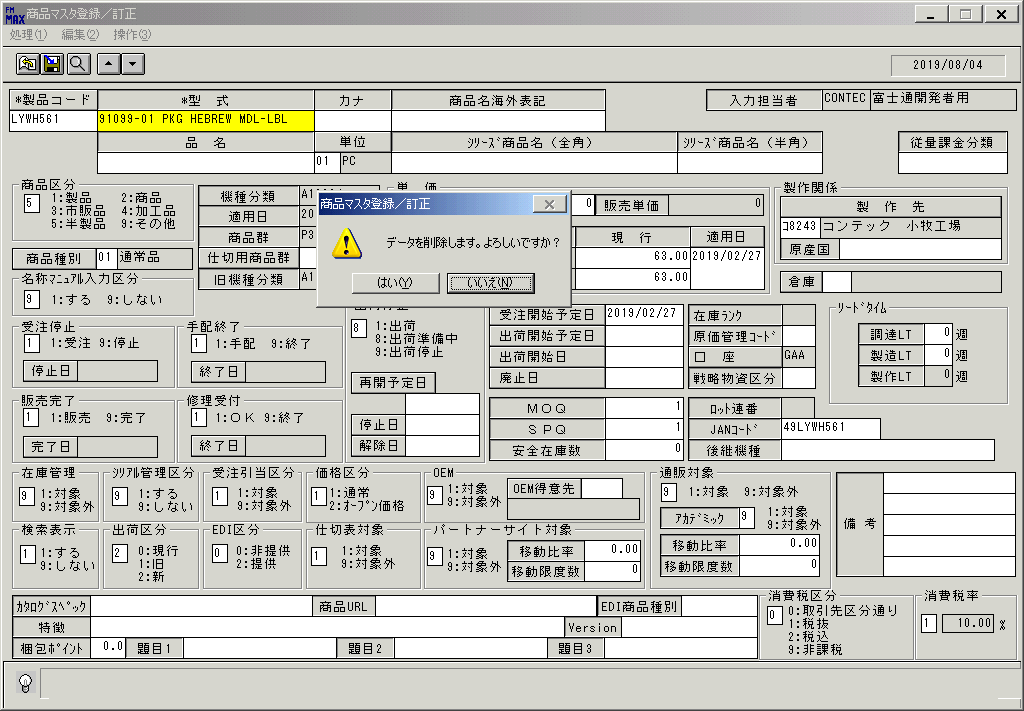 FM MAX 商品マスタ登録／訂正
処理(1) 編集(2) 操作(3)
2019/08/04
*製品コード *型 式 カナ 商品名海外表記 入力担当者 CONTEC 富士通開発者用
LYWH561 91099-01 PKG HEBREW MDL-LBL
品 名 単位 ｼﾘｰｽﾞ商品名（全角） ｼﾘｰｽﾞ商品名（半角） 従量課金分類
01 PC
商品区分
5 1:製品 2:商品
3:市販品 4:加工品
5:半製品 9:その他
商品種別 01 通常品
名称ﾏﾆｭｱﾙ入力区分
9 1:する 9:しない
機種分類
適用日 20
商品群 P3
仕切用商品群
旧機種分類
単 価
0 販売単価 0
現 行 適用日
63.00 2019/02/27
63.00
製作関係
製 作 先
ｺ8243 コンテック 小牧工場
原産国
倉庫
商品マスタ登録／訂正
データを削除します。よろしいですか？
はい(Y) いいえ(N)
受注停止
1 1:受注 9:停止
停止日
手配終了
1 1:手配 9:終了
終了日
8 1:出荷
8:出荷準備中
9:出荷停止
再開予定日
停止日
解除日
受注開始予定日 2019/02/27
出荷開始予定日
出荷開始日
廃止日
在庫ﾗﾝｸ
原価管理ｺｰﾄﾞ
口 座 GAA
戦略物資区分
ﾘｰﾄﾞﾀｲﾑ
調達LT 0 週
製造LT 0 週
製作LT 0 週
販売完了
1 1:販売 9:完了
完了日
修理受付
1 1:ＯＫ 9:終了
終了日
ＭＯＱ 1
ＳＰＱ 1
安全在庫数 0
ﾛｯﾄ連番
JANｺｰﾄﾞ 49LYWH561
後継機種
在庫管理
9 1:対象
9:対象外
ｼﾘｱﾙ管理区分
9 1:する
9:しない
受注引当区分
1 1:対象
9:対象外
価格区分
1 1:通常
2:ｵｰﾌﾟﾝ価格
OEM
9 1:対象
9:対象外
OEM得意先
通販対象
9 1:対象 9:対象外
ｱｶﾃﾞﾐｯｸ 9 1:対象
9:対象外
移動比率 0.00
移動限度数 0
備 考
検索表示
1 1:する
9:しない
出荷区分
2 0:現行
1:旧
2:新
EDI区分
0 0:非提供
2:提供
仕切表対象
1 1:対象
9:対象外
パートナーサイト対象
9 1:対象
9:対象外
移動比率 0.00
移動限度数 0
ｶﾀﾛｸﾞｽﾍﾟｯｸ 商品URL EDI商品種別
特徴 Version
梱包ﾎﾟｲﾝﾄ 0.0 題目1 題目2 題目3
消費税区分
0 0:取引先区分通り
1:税抜
2:税込
9:非課税
消費税率
1 10.00 %